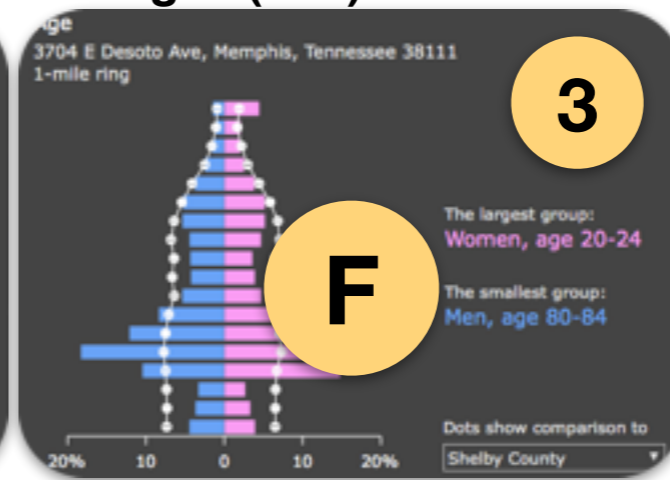 Age
3704 E Desoto Ave, Memphis, Tennessee 38111
1-mile ring
3
The largest group:
Women, age 20-24
F
The smallest group:
Men, age 80-84
Dots show comparison to
Shelby County
20% 10 0 10 20%